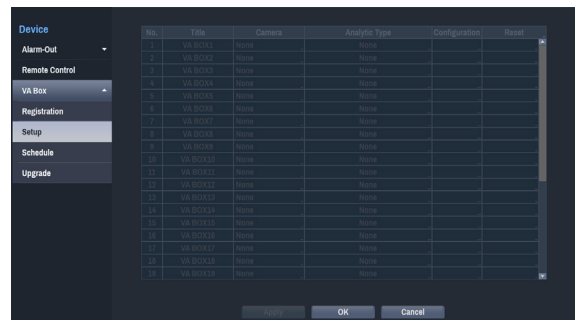 Device
Alarm-Out
Remote Control
VA Box
Registration
Setup
Schedule
Upgrade
No. Title Camera Analytic Type Configuration Reset
1 VA BOX1 None None
2 VA BOX2 None None
3 VA BOX3 None None
4 VA BOX4 None None
5 VA BOX5 None None
6 VA BOX6 None None
7 VA BOX7 None None
8 VA BOX8 None None
9 VA BOX9 None None
10 VA BOX10 None None
11 VA BOX11 None None
12 VA BOX12 None None
13 VA BOX13 None None
14 VA BOX14 None None
15 VA BOX15 None None
16 VA BOX16 None None
17 VA BOX17 None None
18 VA BOX18 None None
19 VA BOX19 None None
Apply OK Cancel